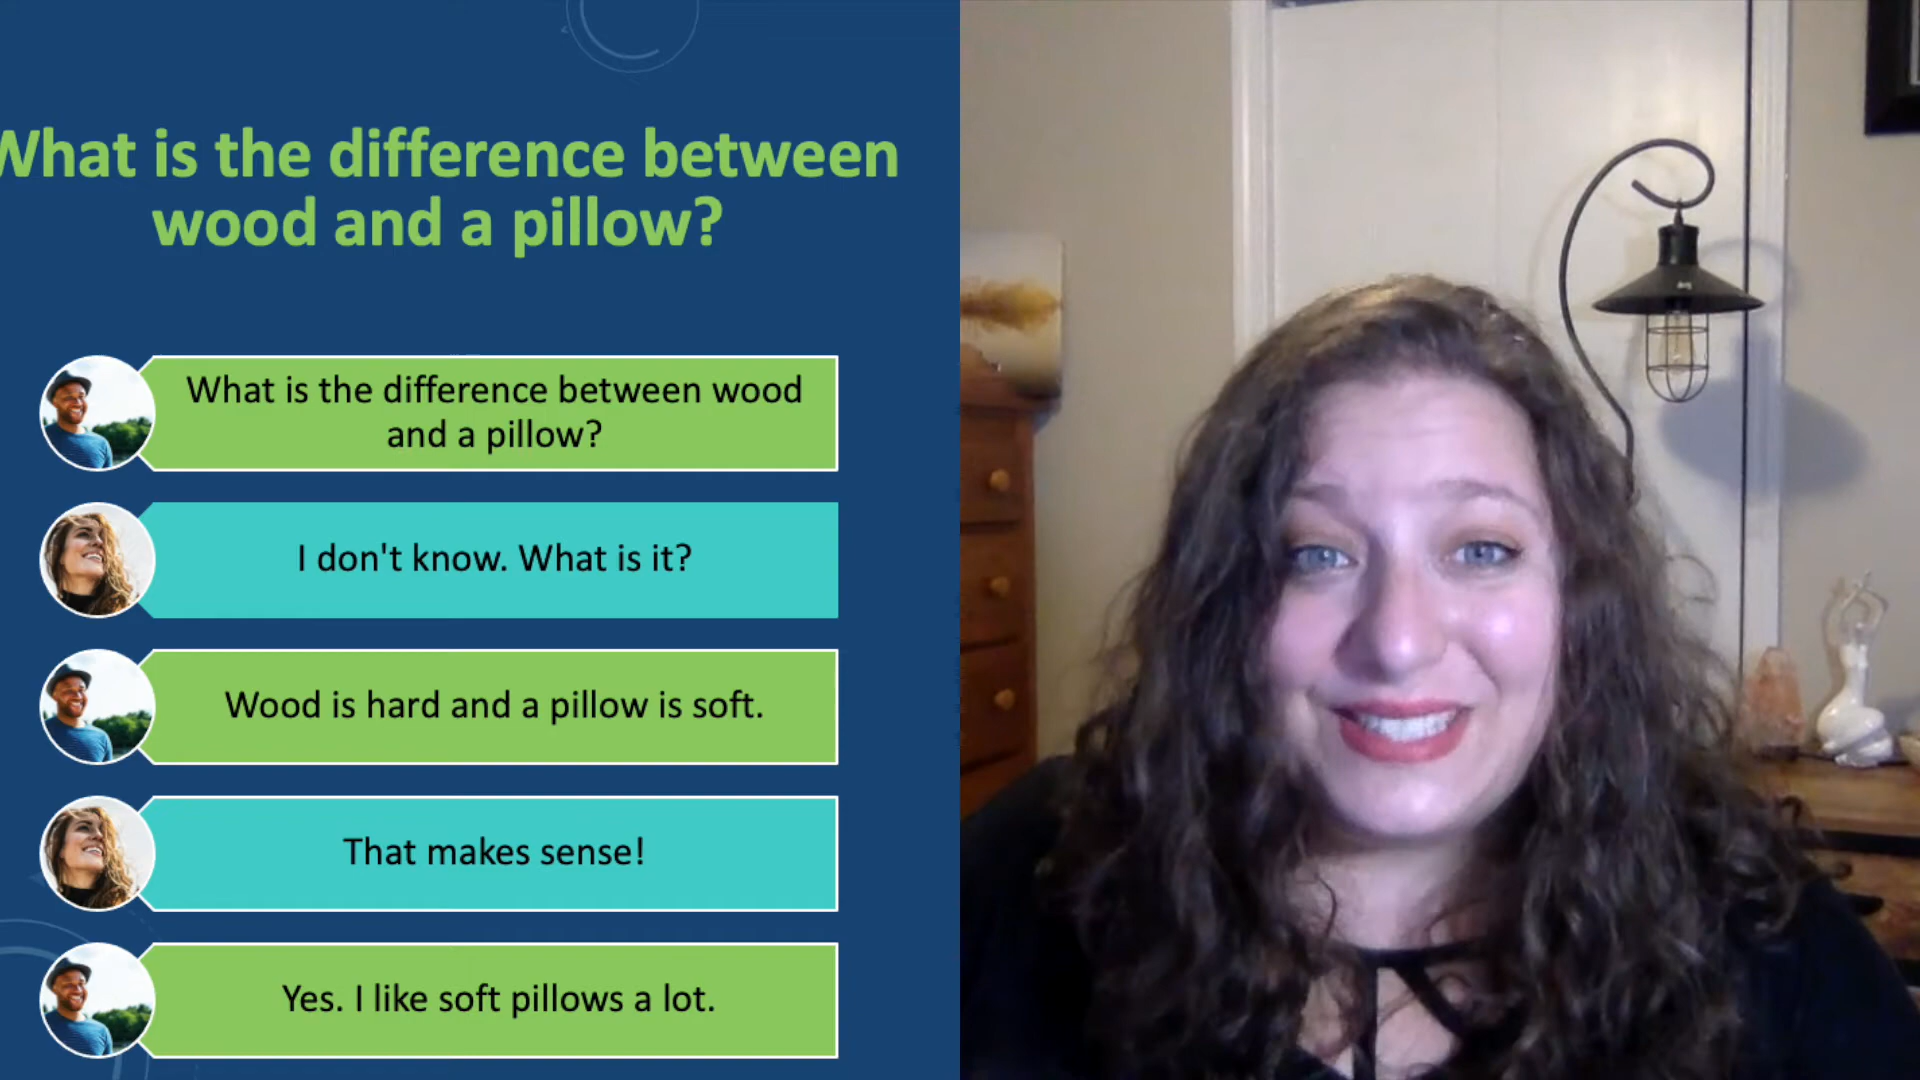 What is the difference between
wood and a pillow?
What is the difference between wood
and a pillow?
I don't know. What is it?
Wood is hard and a pillow is soft.
That makes sense!
Yes. I like soft pillows a lot.